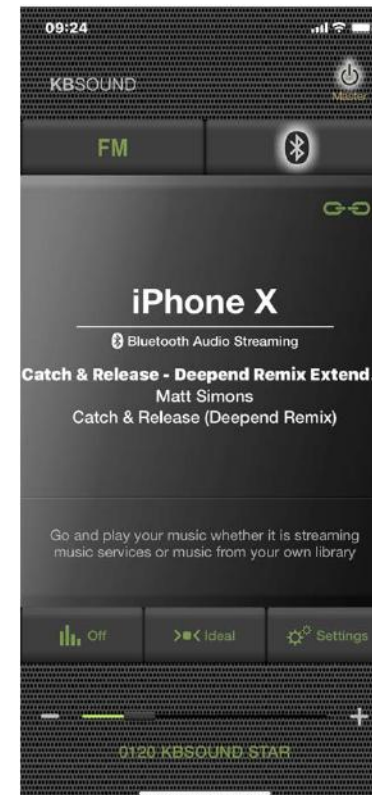 09:24
KBSOUND
Master
FM
iPhone X
Bluetooth Audio Streaming
Catch & Release - Deepend Remix Extend
Matt Simons
Catch & Release (Deepend Remix)
Go and play your music whether it is streaming
music services or music from your own library
Off
>■< Ideal
Settings
- +
0120 KBSOUND STAR